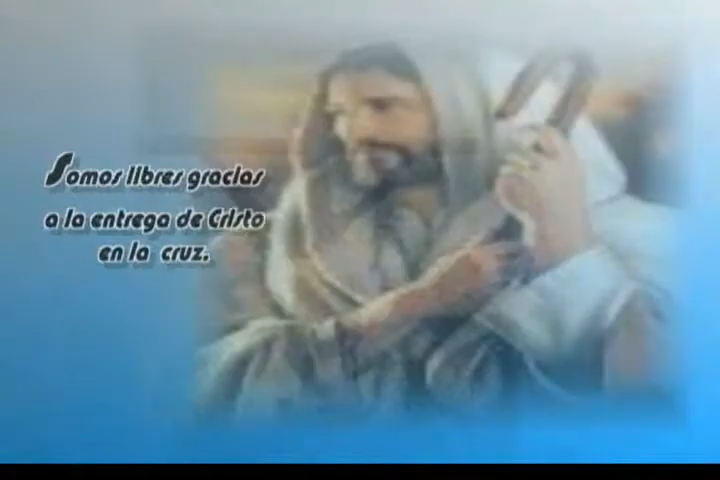 Somos libres gracias
a la entrega de Cristo
en la cruz.